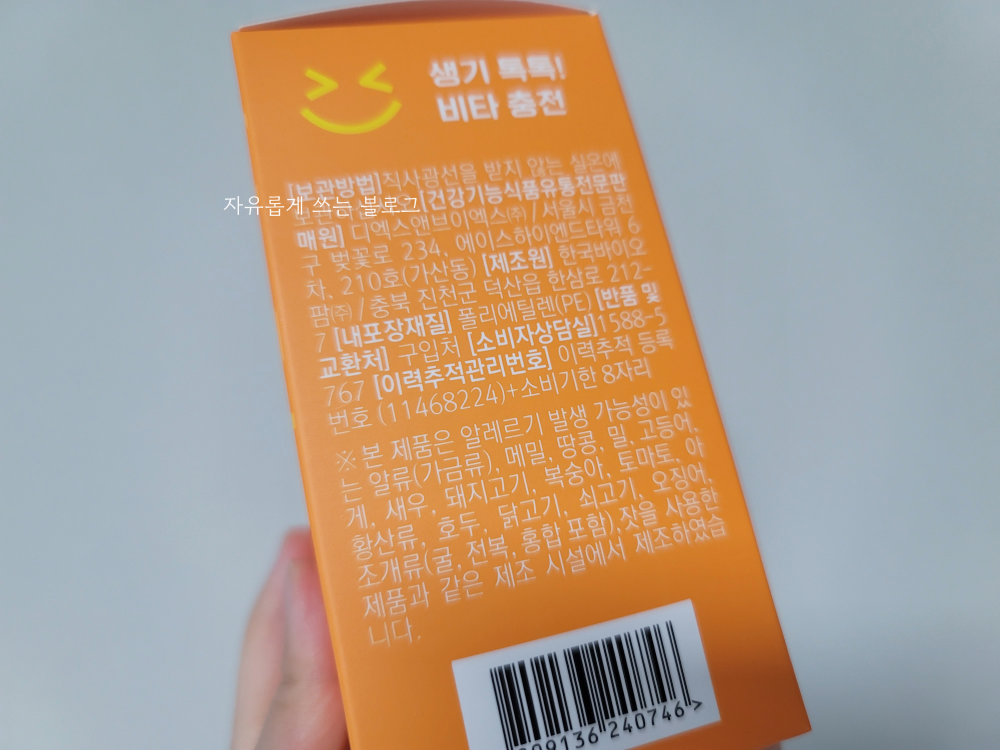 생기 톡톡!
비타 충전
[보관방법]직사광선을 받지 않는 실온에
[건강기능식품유통전문판
자유롭게 쓰는 블로그
매원] 디엑스앤브이엑스㈜/서울시 금천
구 벚꽃로 234, 에이스하이엔드타워 6
차, 210호(가산동) [제조원] 한국바이오
팜㈜/충북 진천군 덕산읍 한삼로 212-
7 [내포장재질] 폴리에틸렌(PE) [반품 및
교환처] 구입처 [소비자상담실]1588-5
767 [이력추적관리번호] 이력추적 등록
번호 (11468224)+소비기한 8자리
※ 본 제품은 알레르기 발생 가능성이 있
는 알류(가금류), 메밀, 땅콩, 밀, 고등어,
게, 새우, 돼지고기, 복숭아, 토마토, 아
황산류, 호두, 닭고기, 쇠고기, 오징어,
조개류(굴, 전복, 홍합 포함),잣을 사용한
제품과 같은 제조 시설에서 제조하였습
니다.
09136 240746 >